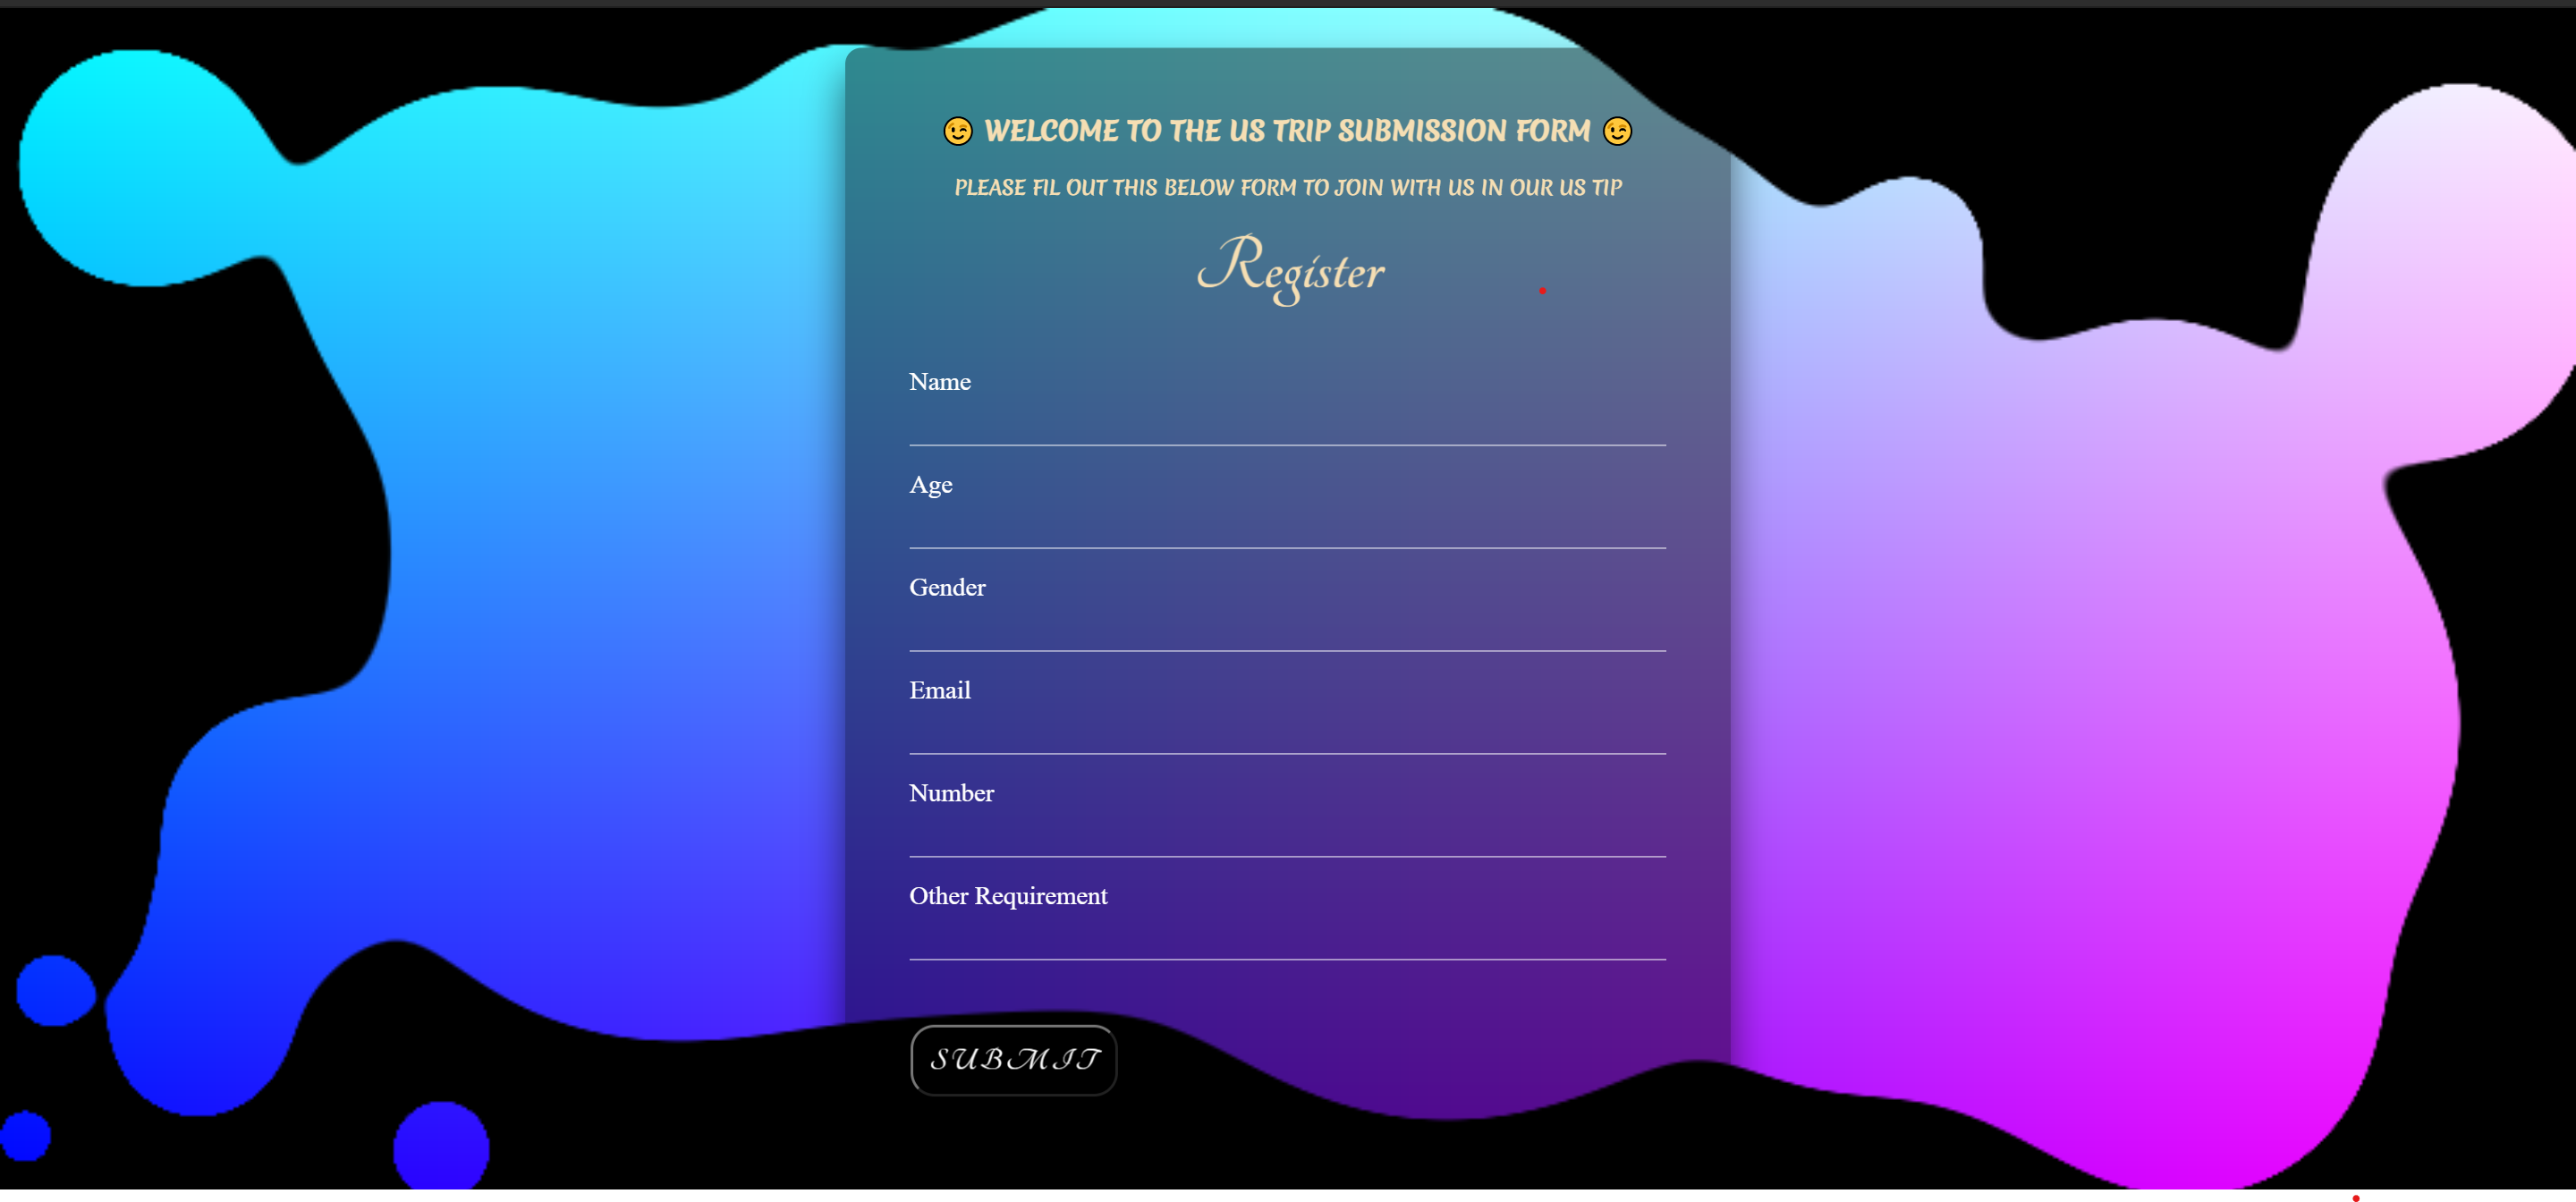 😉 WELCOME TO THE US TRIP SUBMISSION FORM 😉
PLEASE FIL OUT THIS BELOW FORM TO JOIN WITH US IN OUR US TIP
Register
Name
Age
Gender
Email
Number
Other Requirement
SUBMIT